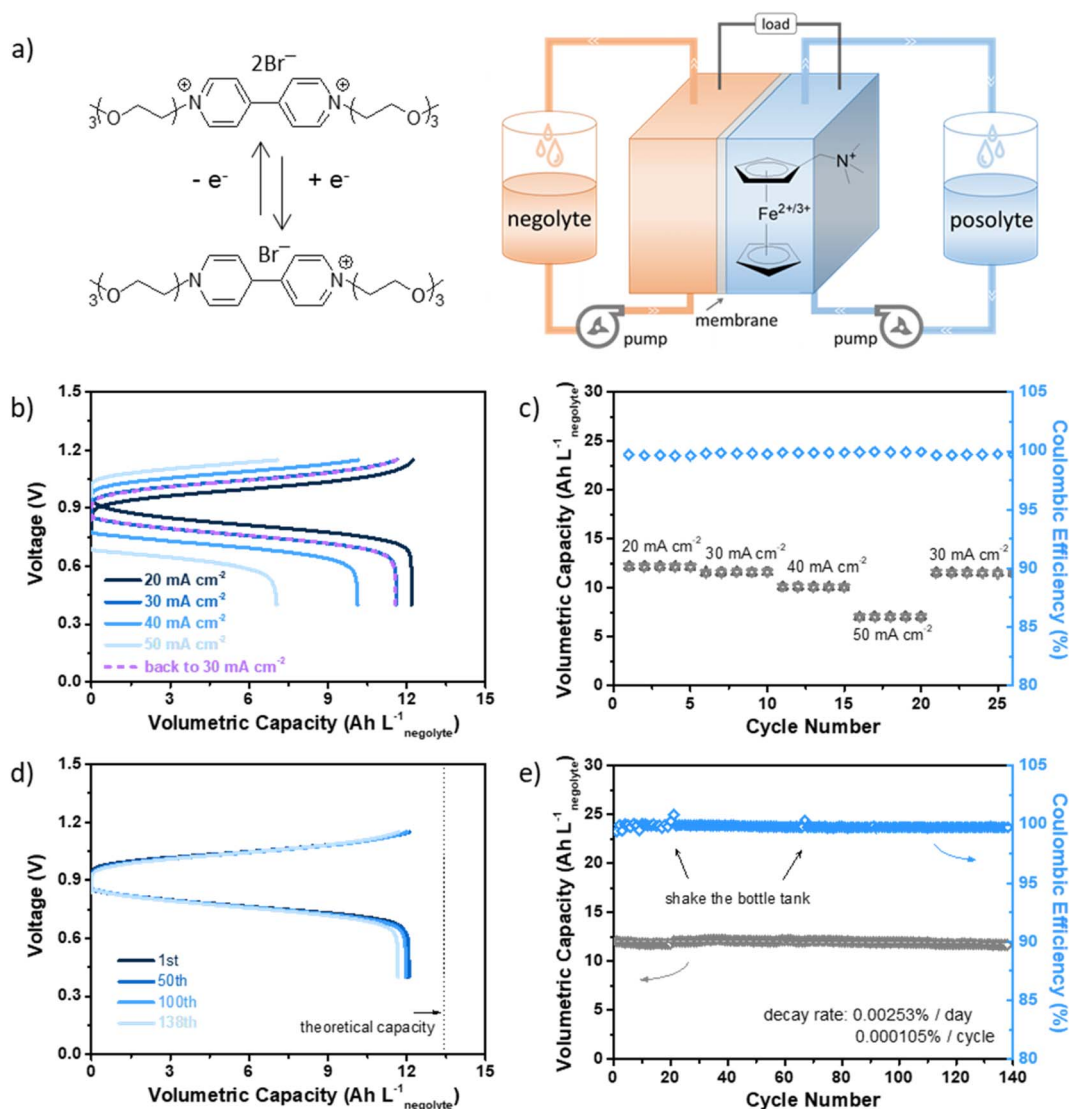 a)
2Br⁻
3(O N⊕ N⊕ O)3
- e⁻ + e⁻
Br⁻
3(O N N⊕ O)3
load
negolyte
N⁺
Fe2+/3+
posolyte
membrane
pump
pump
b)
1.5
1.2
0.9
0.6
0.3
0.0
Voltage (V)
20 mA cm⁻²
30 mA cm⁻²
40 mA cm⁻²
50 mA cm⁻²
back to 30 mA cm⁻²
0 3 6 9 12 15
Volumetric Capacity (Ah L⁻¹negolyte)
c)
30
25
20
15
10
5
0
Volumetric Capacity (Ah L⁻¹negolyte)
20 mA cm⁻²
30 mA cm⁻²
40 mA cm⁻²
50 mA cm⁻²
30 mA cm⁻²
105
100
95
90
85
80
Coulombic Efficiency (%)
0 5 10 15 20 25
Cycle Number
d)
1.5
1.2
0.9
0.6
0.3
0.0
Voltage (V)
1st
50th
100th
138th
theoretical capacity
0 3 6 9 12 15
Volumetric Capacity (Ah L⁻¹negolyte)
e)
30
25
20
15
10
5
0
Volumetric Capacity (Ah L⁻¹negolyte)
shake the bottle tank
decay rate: 0.00253% / day
0.000105% / cycle
105
100
95
90
85
80
Coulombic Efficiency (%)
0 20 40 60 80 100 120 140
Cycle Number